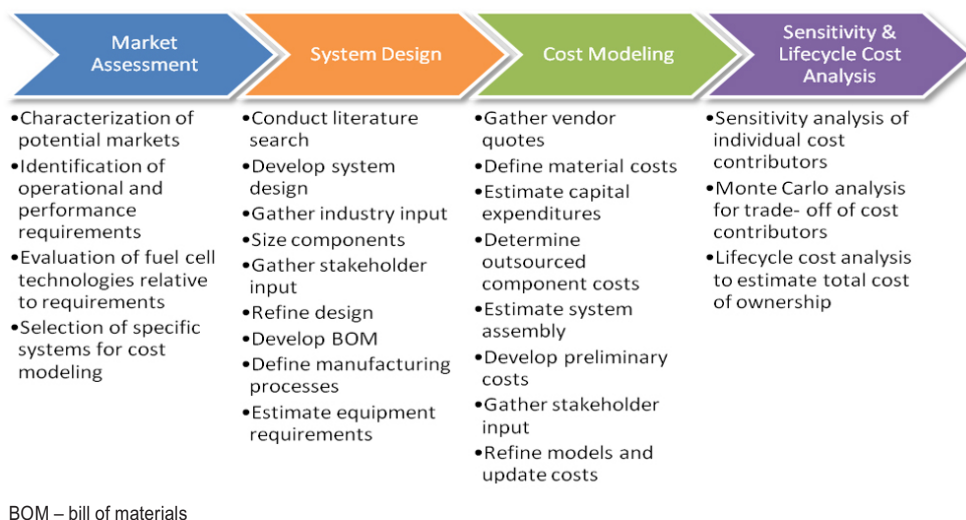 Market
Assessment
•Characterization of
potential markets
•Identification of
operational and
performance
requirements
•Evaluation of fuel cell
technologies relative
to requirements
•Selection of specific
systems for cost
modeling
System Design
•Conduct literature
search
•Develop system
design
•Gather industry input
•Size components
•Gather stakeholder
input
•Refine design
•Develop BOM
•Define manufacturing
processes
•Estimate equipment
requirements
Cost Modeling
•Gather vendor
quotes
•Define material costs
•Estimate capital
expenditures
•Determine
outsourced
component costs
•Estimate system
assembly
•Develop preliminary
costs
•Gather stakeholder
input
•Refine models and
update costs
Sensitivity &
Lifecycle Cost
Analysis
•Sensitivity analysis of
individual cost
contributors
•Monte Carlo analysis
for trade- off of cost
contributors
•Lifecycle cost analysis
to estimate total cost
of ownership
BOM – bill of materials